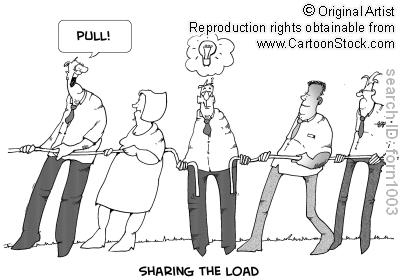 © Original Artist
Reproduction rights obtainable from
www.CartoonStock.com
PULL!
search ID: forn1003
SHARING THE LOAD